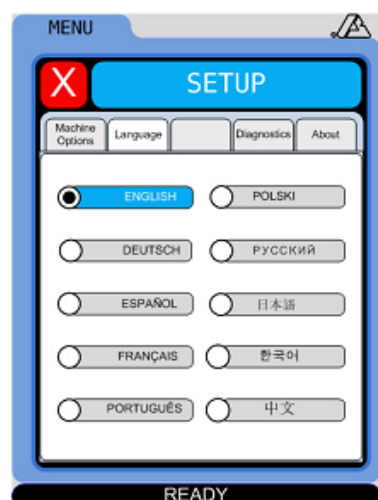 MENU
X SETUP
Machine Options Language Diagnostics About
ENGLISH POLSKI
DEUTSCH РУССКИЙ
ESPAÑOL 日本語
FRANÇAIS 한국어
PORTUGUÊS 中文
READY